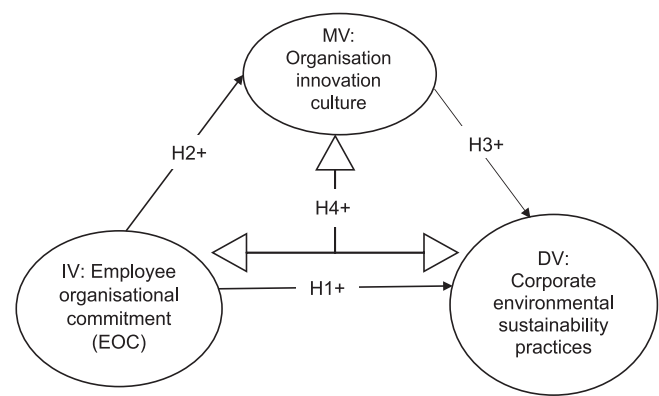 MV:
Organisation
innovation
culture
H2+
H3+
H4+
IV: Employee
organisational
commitment
(EOC)
H1+
DV:
Corporate
environmental
sustainability
practices